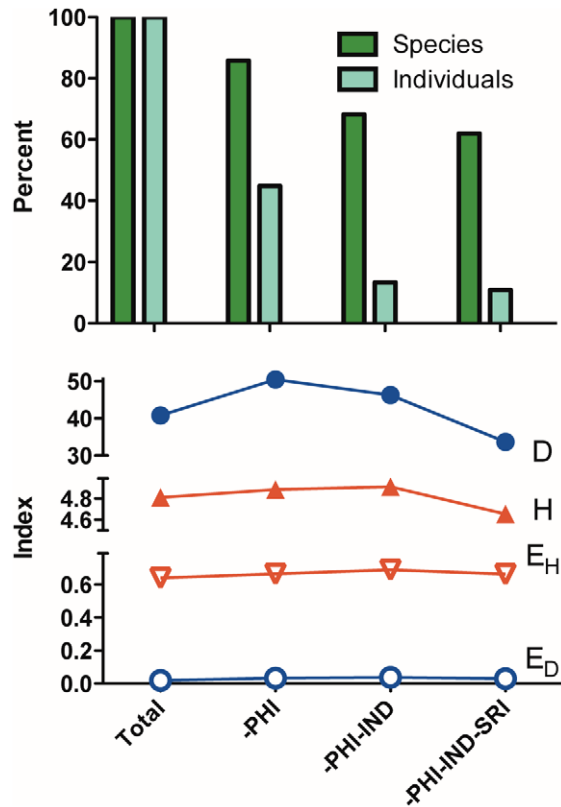 Percent
100
80
60
40
20
0
Species
Individuals
Index
50
40
30
4.8
4.6
0.6
0.4
0.2
0.0
D
H
E_H
E_D
Total
-PHI
-PHI-IND
-PHI-IND-SRI